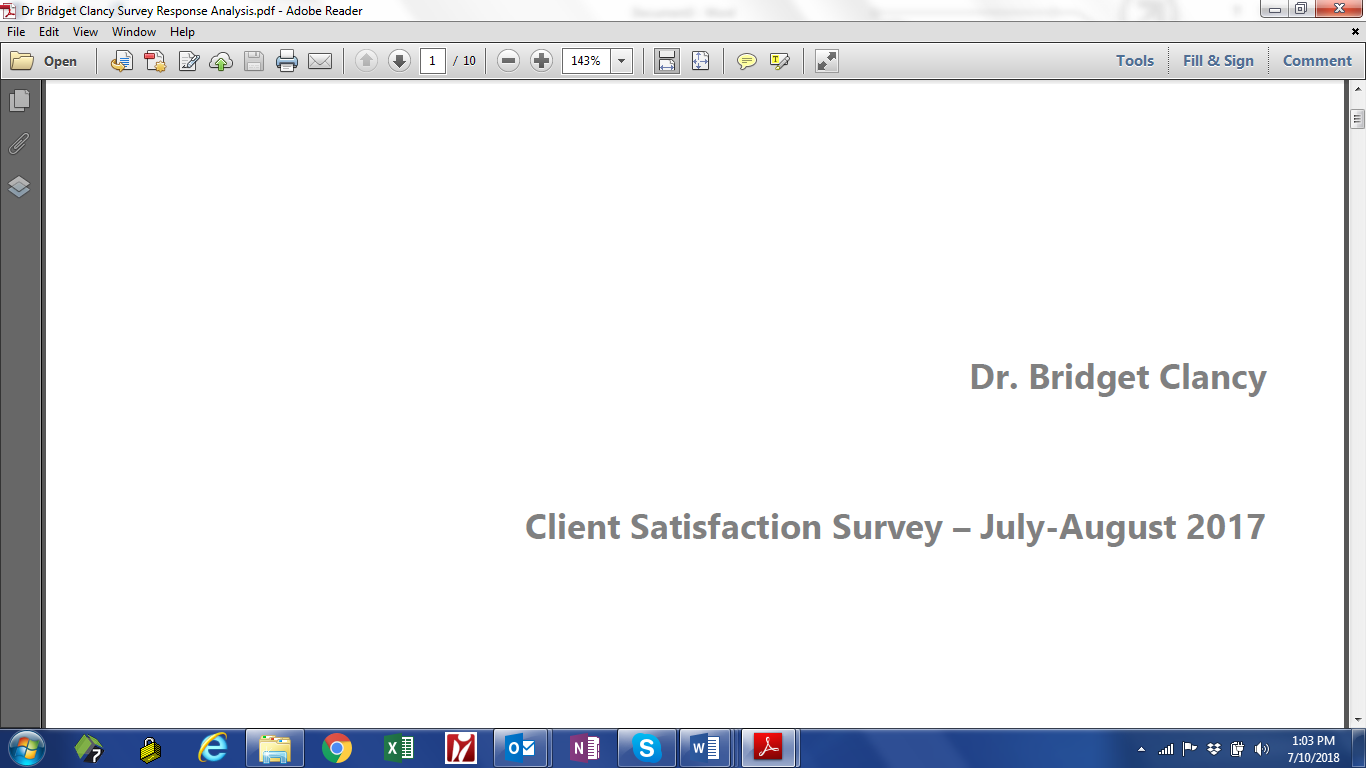 Dr Bridget Clancy Survey Response Analysis.pdf - Adobe Reader
File Edit View Window Help
Open 1 / 10 143% Tools Fill & Sign Comment
Dr. Bridget Clancy
Client Satisfaction Survey – July-August 2017
1:03 PM
7/10/2018